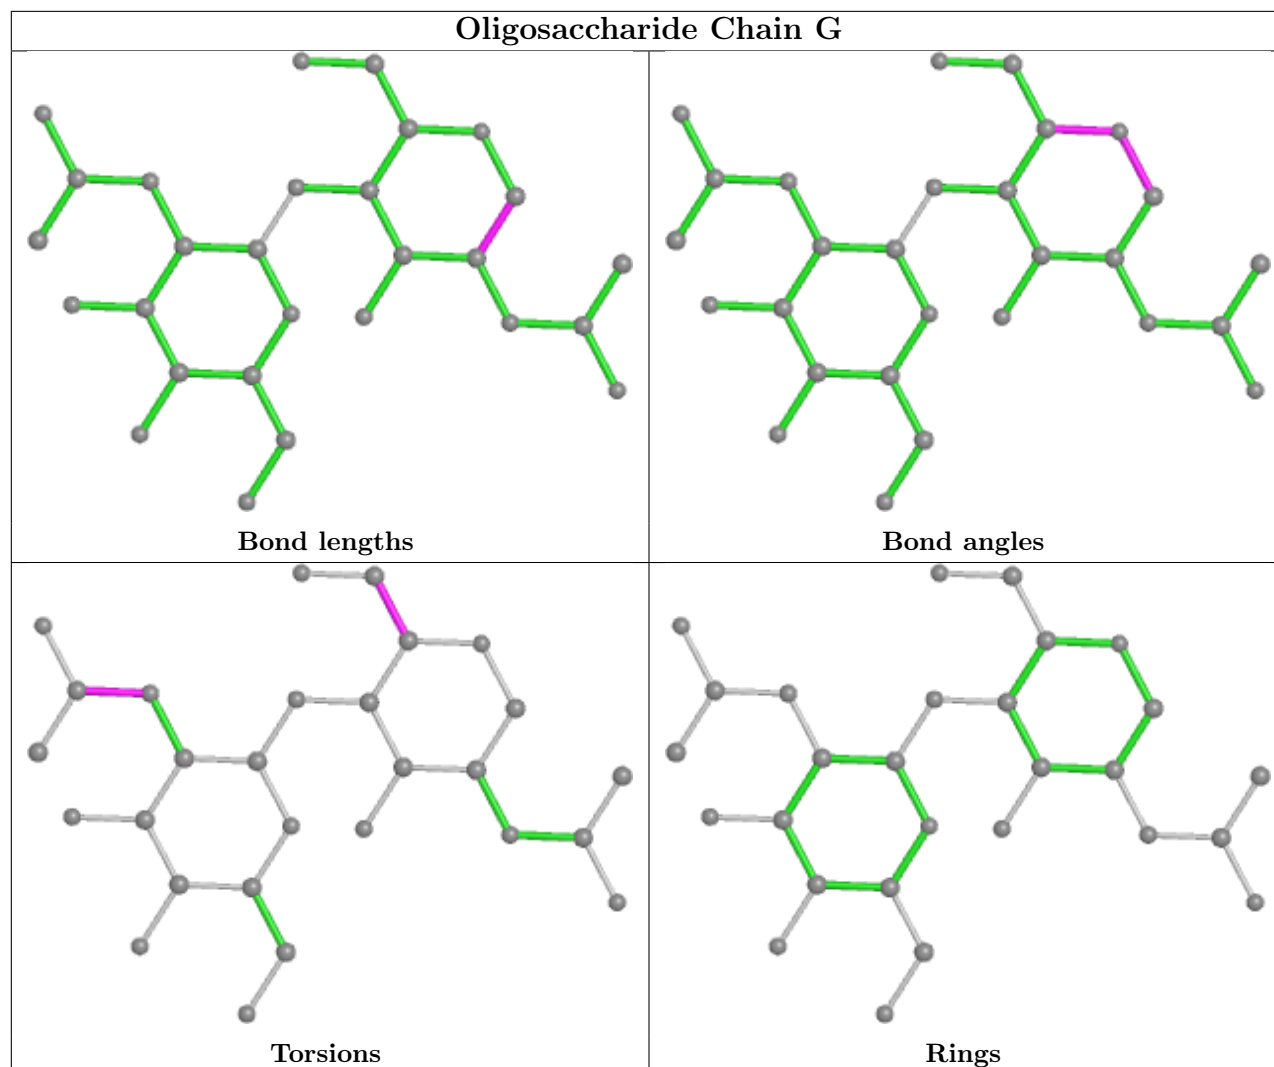 Oligosaccharide Chain G
Bond lengths
Bond angles
Torsions
Rings